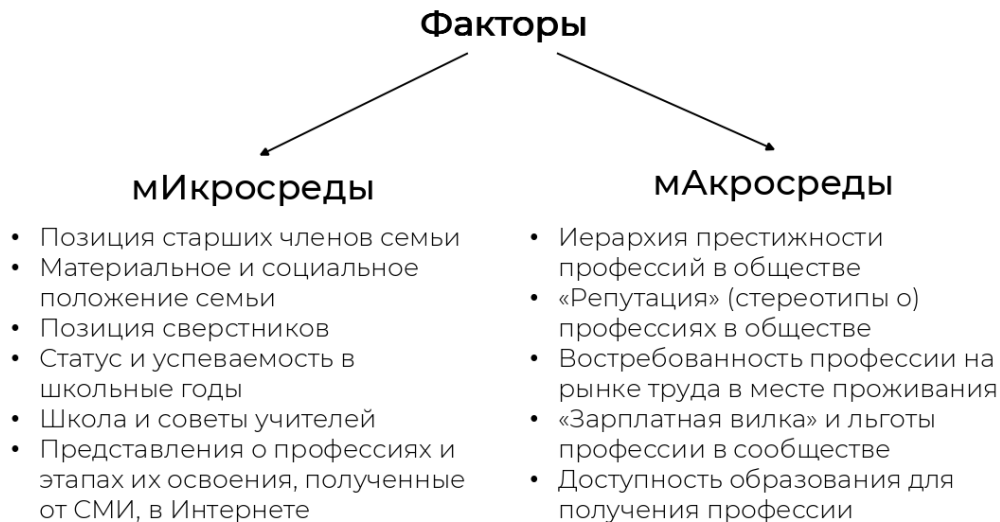 Факторы
мИкросреды
• Позиция старших членов семьи
• Материальное и социальное
положение семьи
• Позиция сверстников
• Статус и успеваемость в
школьные годы
• Школа и советы учителей
• Представления о профессиях и
этапах их освоения, полученные
от СМИ, в Интернете
мАкросреды
• Иерархия престижности
профессий в обществе
• «Репутация» (стереотипы о)
профессиях в обществе
• Востребованность профессии на
рынке труда в месте проживания
• «Зарплатная вилка» и льготы
профессии в сообществе
• Доступность образования для
получения профессии